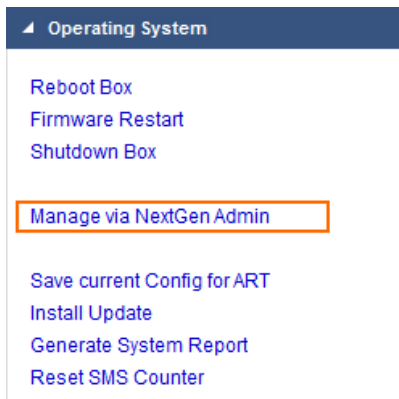 Operating System
Reboot Box
Firmware Restart
Shutdown Box
Manage via NextGen Admin
Save current Config for ART
Install Update
Generate System Report
Reset SMS Counter